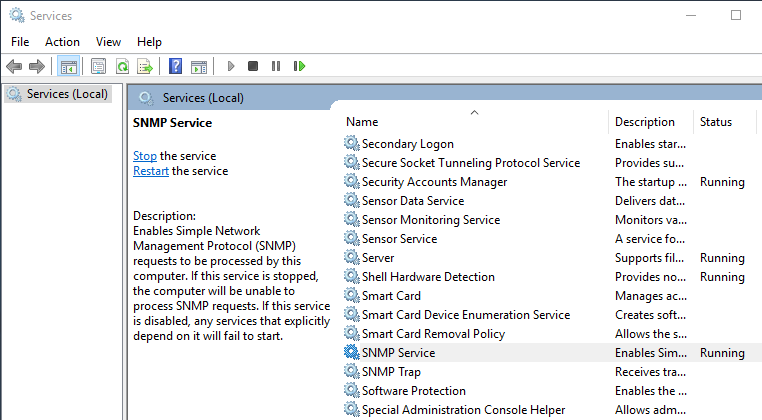 Services
File Action View Help
Services (Local)
Services (Local)
SNMP Service
Stop the service
Restart the service
Description:
Enables Simple Network
Management Protocol (SNMP)
requests to be processed by this
computer. If this service is stopped,
the computer will be unable to
process SNMP requests. If this service
is disabled, any services that explicitly
depend on it will fail to start.
Name Description Status
Secondary Logon Enables star...
Secure Socket Tunneling Protocol Service Provides su...
Security Accounts Manager The startup ... Running
Sensor Data Service Delivers dat...
Sensor Monitoring Service Monitors va...
Sensor Service A service fo...
Server Supports fil... Running
Shell Hardware Detection Provides no... Running
Smart Card Manages ac...
Smart Card Device Enumeration Service Creates soft...
Smart Card Removal Policy Allows the s...
SNMP Service Enables Sim... Running
SNMP Trap Receives tra...
Software Protection Enables the ...
Special Administration Console Helper Allows adm...